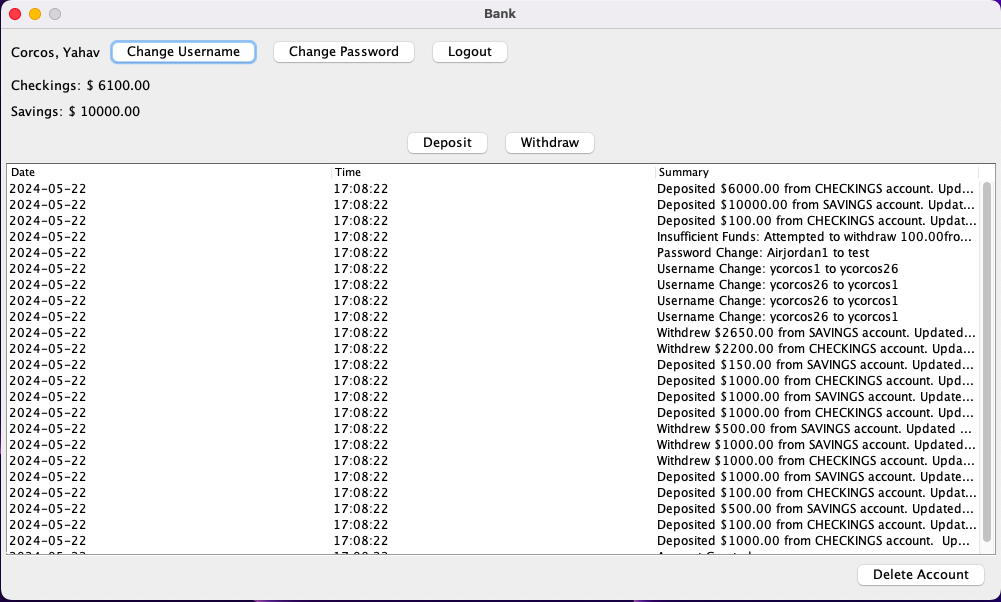 Bank
Corcos, Yahav Change Username Change Password Logout
Checkings: $ 6100.00
Savings: $ 10000.00
Deposit Withdraw
Date Time Summary
2024-05-22 17:08:22 Deposited $6000.00 from CHECKINGS account. Upd...
2024-05-22 17:08:22 Deposited $10000.00 from SAVINGS account. Updat...
2024-05-22 17:08:22 Deposited $100.00 from CHECKINGS account. Updat...
2024-05-22 17:08:22 Insufficient Funds: Attempted to withdraw 100.00fro...
2024-05-22 17:08:22 Password Change: Airjordan1 to test
2024-05-22 17:08:22 Username Change: ycorcos1 to ycorcos26
2024-05-22 17:08:22 Username Change: ycorcos26 to ycorcos1
2024-05-22 17:08:22 Username Change: ycorcos26 to ycorcos1
2024-05-22 17:08:22 Username Change: ycorcos26 to ycorcos1
2024-05-22 17:08:22 Withdrew $2650.00 from SAVINGS account. Updated...
2024-05-22 17:08:22 Withdrew $2200.00 from CHECKINGS account. Upda...
2024-05-22 17:08:22 Deposited $150.00 from SAVINGS account. Updated...
2024-05-22 17:08:22 Deposited $1000.00 from CHECKINGS account. Upd...
2024-05-22 17:08:22 Deposited $1000.00 from SAVINGS account. Update...
2024-05-22 17:08:22 Deposited $1000.00 from CHECKINGS account. Upd...
2024-05-22 17:08:22 Withdrew $500.00 from SAVINGS account. Updated ...
2024-05-22 17:08:22 Withdrew $1000.00 from SAVINGS account. Updated...
2024-05-22 17:08:22 Withdrew $1000.00 from CHECKINGS account. Upda...
2024-05-22 17:08:22 Deposited $1000.00 from SAVINGS account. Update...
2024-05-22 17:08:22 Deposited $100.00 from CHECKINGS account. Updat...
2024-05-22 17:08:22 Deposited $500.00 from SAVINGS account. Updated...
2024-05-22 17:08:22 Deposited $100.00 from CHECKINGS account. Updat...
2024-05-22 17:08:22 Deposited $1000.00 from CHECKINGS account. Up...
Delete Account